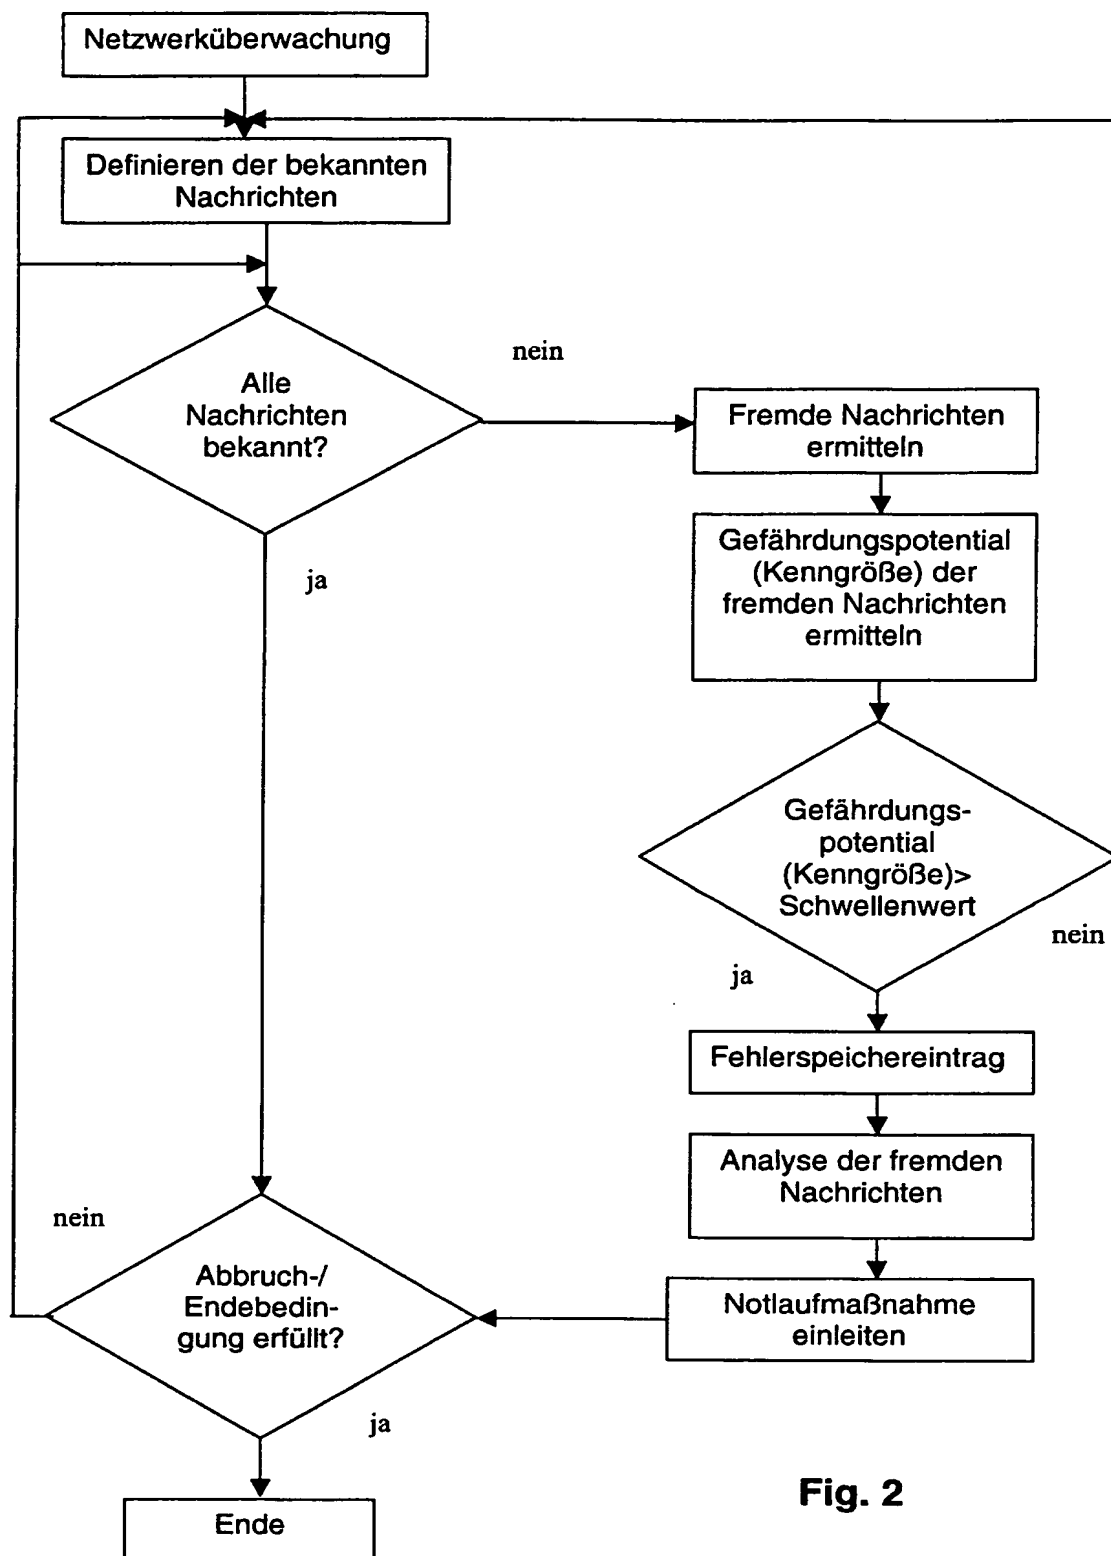 Netzwerküberwachung
Definieren der bekannten
Nachrichten
nein
Alle
Nachrichten
bekannt?
Fremde Nachrichten
ermitteln
ja
Gefährdungspotential
(Kenngröße) der
fremden Nachrichten
ermitteln
Gefährdungs-
potential
(Kenngröße)>
Schwellenwert
nein
ja
Fehlerspeichereintrag
Analyse der fremden
Nachrichten
nein
Abbruch-/
Endebedin-
gung erfüllt?
Notlaufmaßnahme
einleiten
ja
Ende
Fig. 2